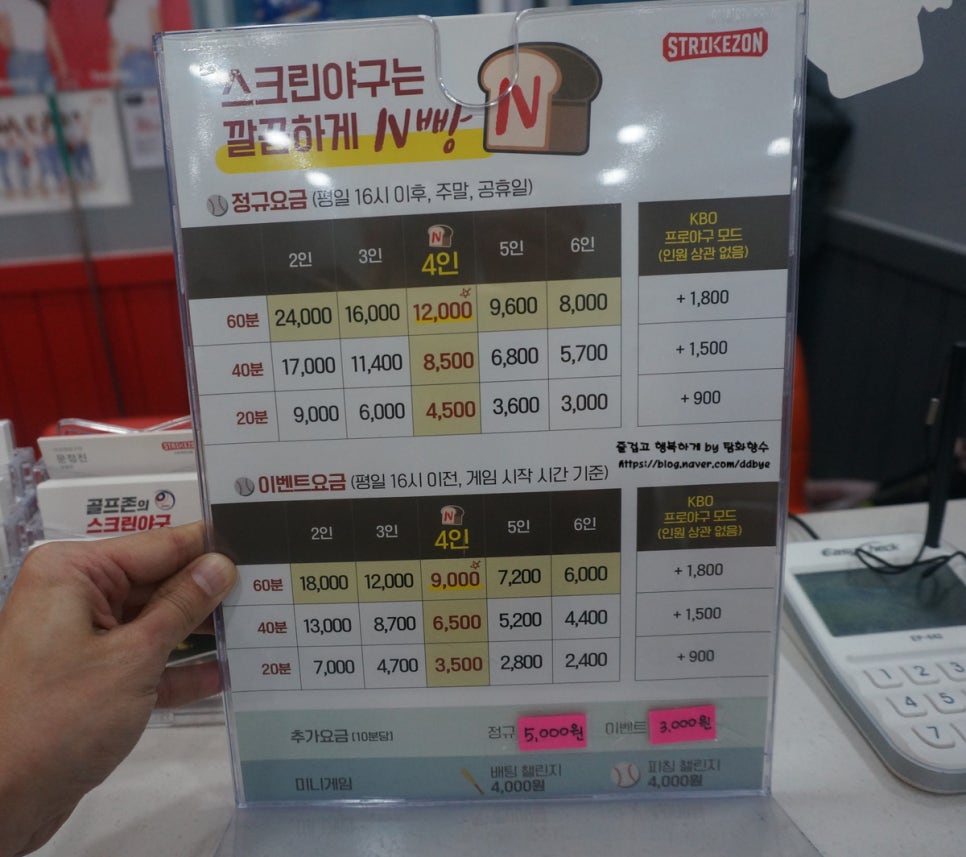 STRIKEZON
스크린야구는
깔끔하게 N빵
N
정규요금 (평일 16시 이후, 주말, 공휴일)
2인 3인 N 4인 5인 6인
60분 24,000 16,000 12,000 9,600 8,000
40분 17,000 11,400 8,500 6,800 5,700
20분 9,000 6,000 4,500 3,600 3,000
KBO
프로야구 모드
(인원 상관 없음)
+ 1,800
+ 1,500
+ 900
즐겁고 행복하게 by 탐화향수
https://blog.naver.com/ddbye
이벤트요금 (평일 16시 이전, 게임 시작 시간 기준)
2인 3인 N 4인 5인 6인
60분 18,000 12,000 9,000 7,200 6,000
40분 13,000 8,700 6,500 5,200 4,400
20분 7,000 4,700 3,500 2,800 2,400
KBO
프로야구 모드
(인원 상관 없음)
+ 1,800
+ 1,500
+ 900
추가요금 (10분당) 정규 5,000원 이벤트 3,000원
미니게임
배팅 챌린지
4,000원
피칭 챌린지
4,000원
골프존의
스크린야구
EasyCheck
1 2 3
4 5
7